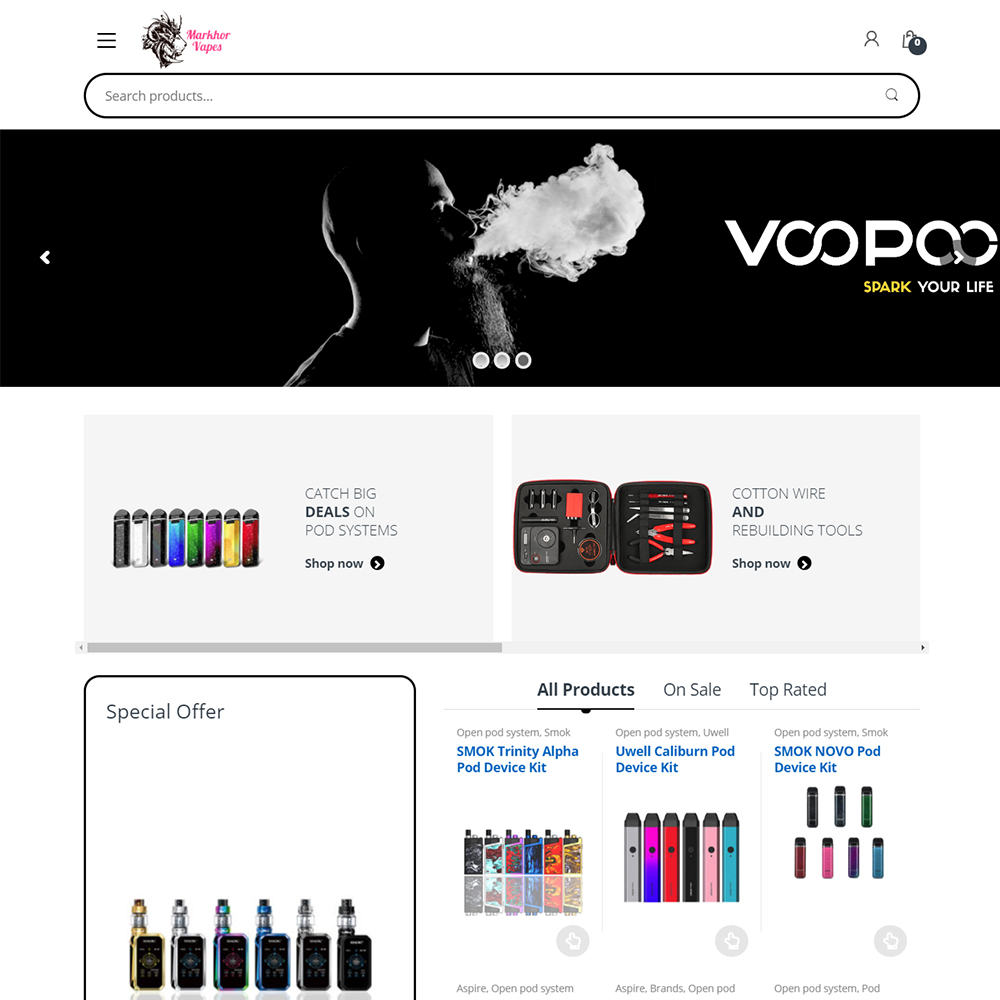 Markhor
Vapes
0
Search products...
VOOPOO
SPARK YOUR LIFE
CATCH BIG
DEALS ON
POD SYSTEMS
Shop now
COTTON WIRE
AND
REBUILDING TOOLS
Shop now
Special Offer
All Products
On Sale
Top Rated
Open pod system, Smok
SMOK Trinity Alpha
Pod Device Kit
Open pod system, Uwell
Uwell Caliburn Pod
Device Kit
Open pod system, Smok
SMOK NOVO Pod
Device Kit
Aspire, Open pod system
Aspire, Brands, Open pod
Open pod system, Pod